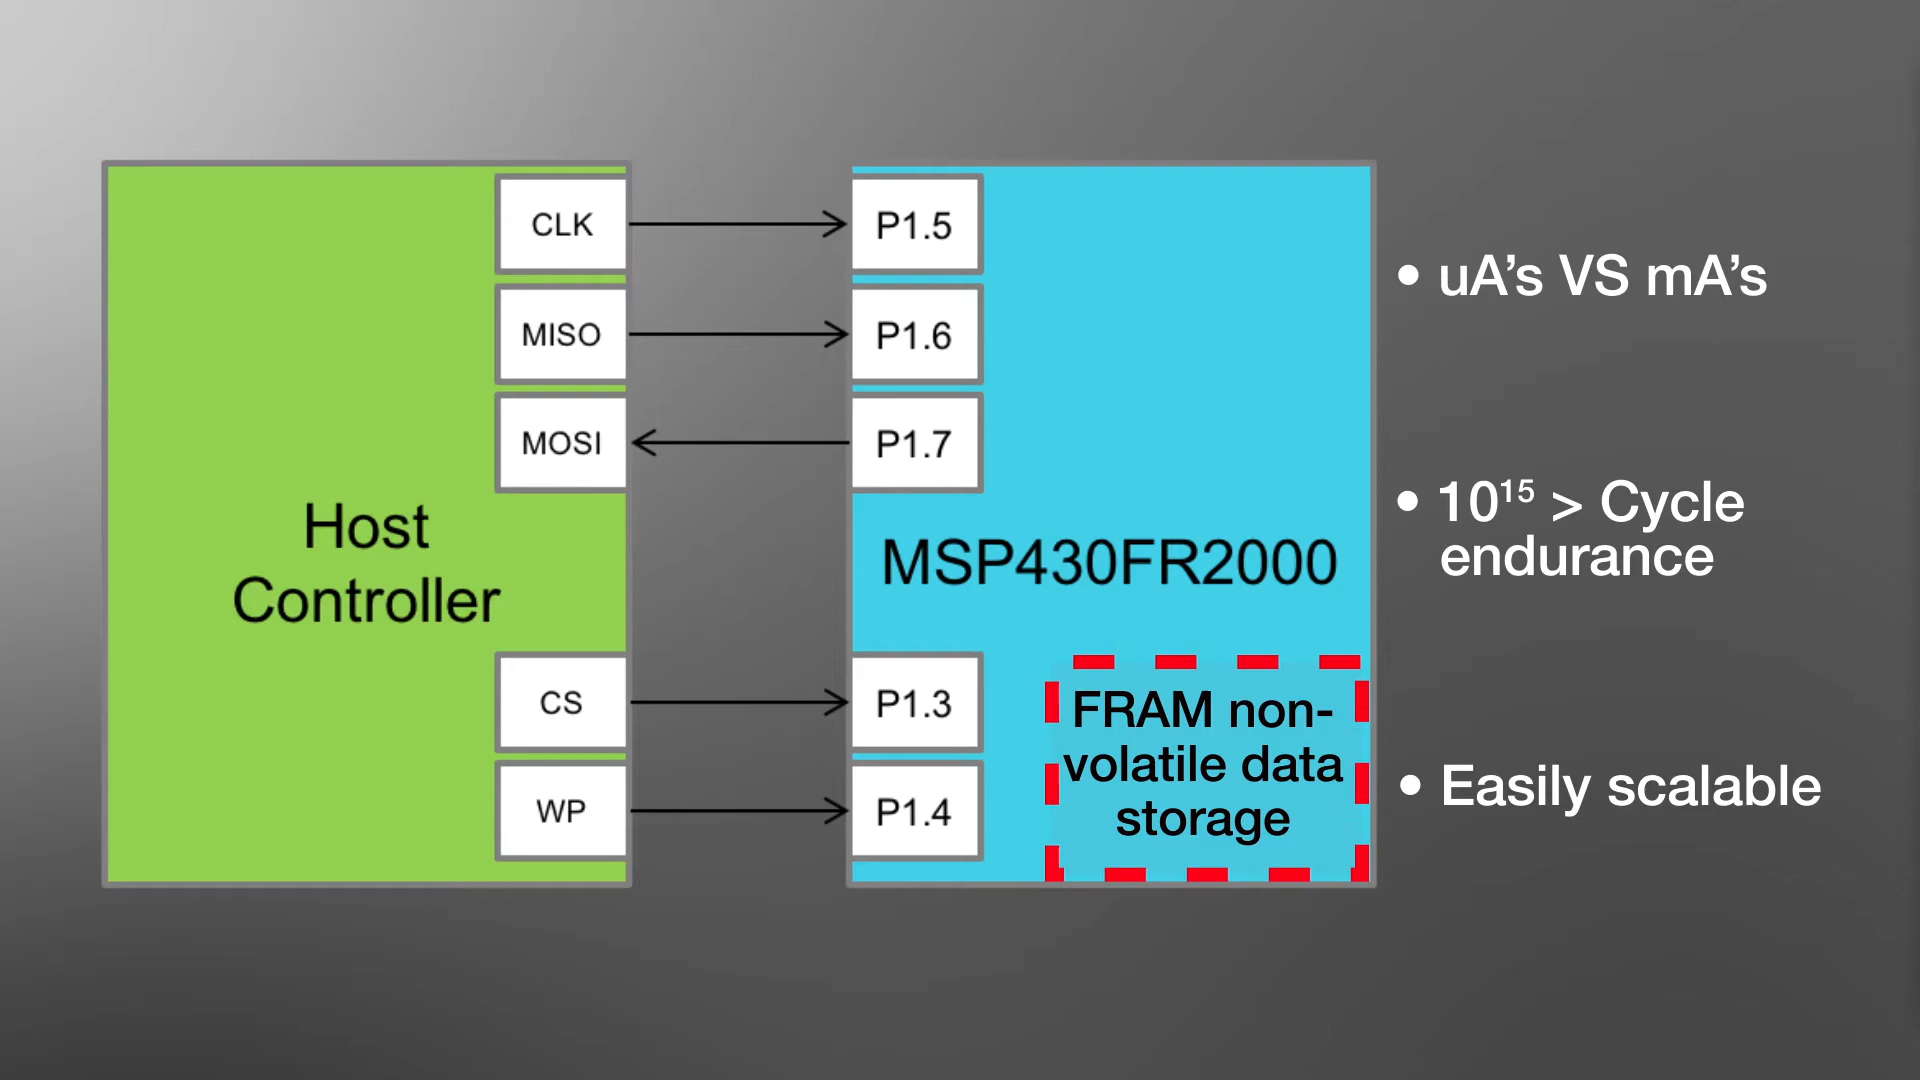 CLK
MISO
MOSI
Host
Controller
CS
WP
P1.5
P1.6
P1.7
MSP430FR2000
P1.3
P1.4
FRAM non-
volatile data
storage
• uA’s VS mA’s
• 10¹⁵ > Cycle
endurance
• Easily scalable